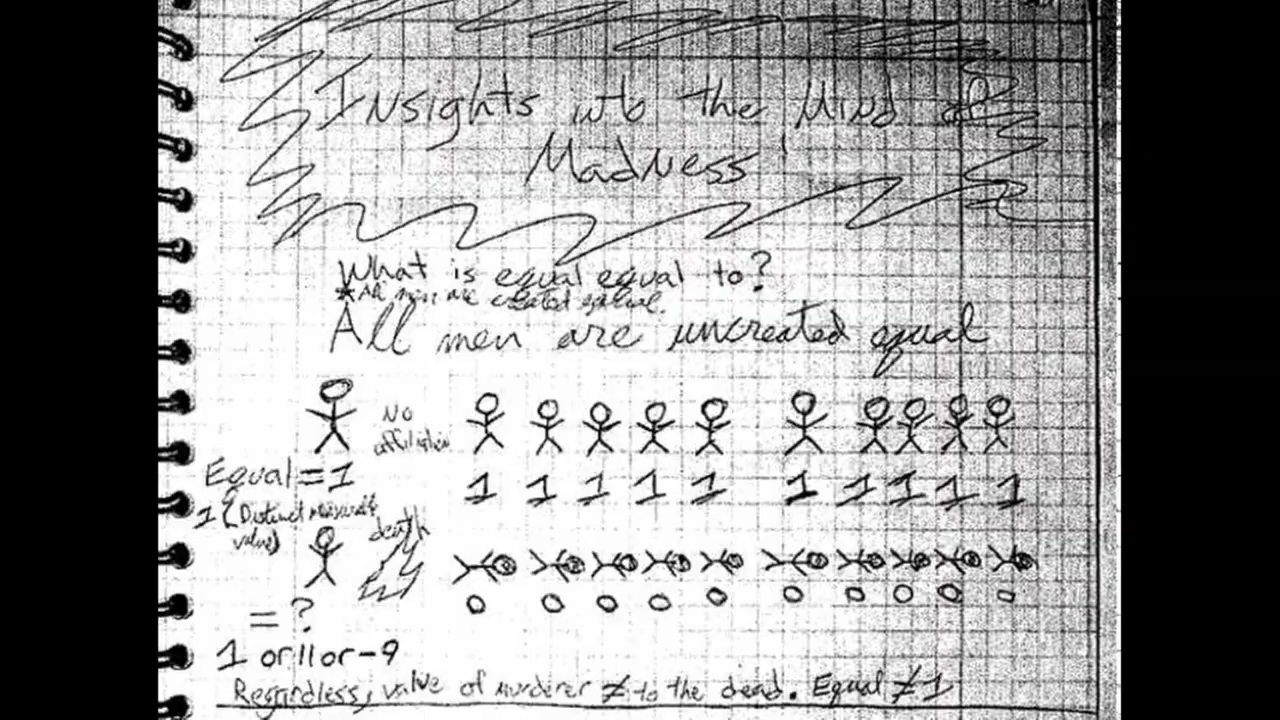 Insights into the Mind of
Madness'
What is equal equal to?
*All men are created equal.
All men are uncreated equal
No
affiliation
Equal = 1
1 1 1 1 1 1 1 1 1 1
1 (Distinct
value)
death
0 0 0 0 0 0 0 0 0 0
= ?
1 or 11 or -9
Regardless, value of murderer ≠ to the dead. Equal ≠ 1